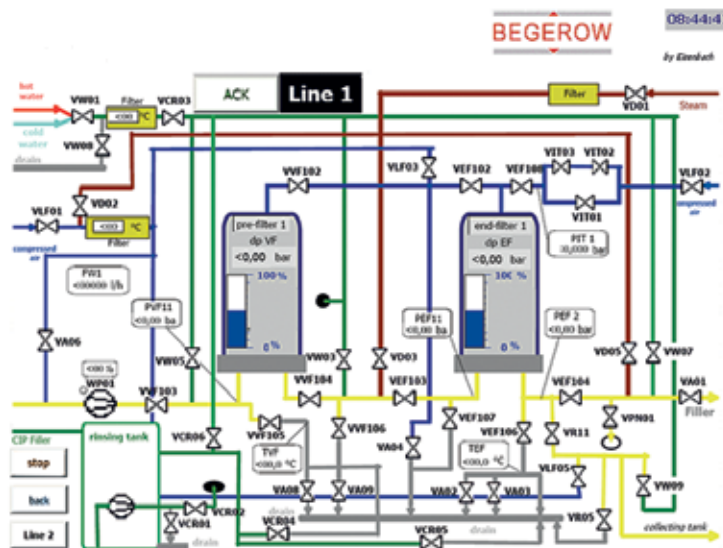 BEGEROW
08:44:4
by Eisenbach
ACK
Line 1
hot
water
cold
water
VW01
Filter
<00 °C
VCR03
VW08
drain
Filter
VD01
Steam
VLF03
VVF102
VEF102
VEF108
VIT03
VIT02
VIT01
VLF02
compressed
air
VLF01
VD02
<00 °C
Filter
compressed
air
pre-filter 1
dp VF
<0,00 bar
100 %
0 %
end-filter 1
dp EF
<0,00 bar
100 %
0 %
PIT 1
bar
FW1
<00000 l/h
PVF11
<0,00 ba
PEF11
<0,00 ba
PEF 2
<0,00 bar
VA06
VW05
VW03
VD03
VD05
VW07
WP01
VVF103
VVF104
VEF103
VEF104
VA01
Filler
VPN01
CIP Filler
rinsing tank
VCR06
VVF105
VVF106
VA04
VEF107
VEF106
VR11
TVF
<00,0 °C
TEF
<00,0 °C
VLF05
stop
back
Line 2
VA08
VA09
VA02
VA03
VW09
VCR02
VCR01
drain
VCR04
drain
VCR05
drain
VR05
collecting tank